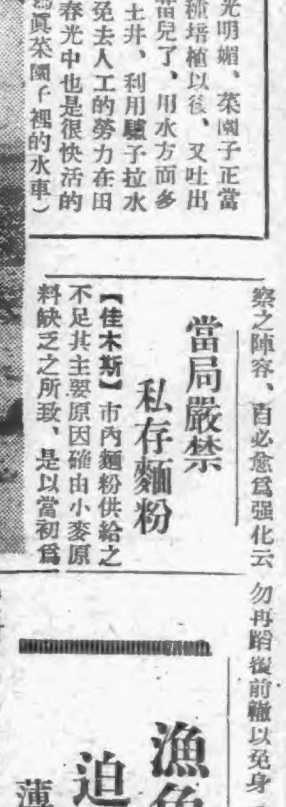 光明媚、菜園子正當
種培植以後、又吐出
苗兒了、用水方面多
土井、利用驢子拉水
免去人工的勞力在田
春光中也是很快活的
寫眞菜園子裡的水車）
察之陣容、百必愈爲强化云
當局嚴禁
私存麵粉
【佳木斯】市內麵粉供給之
不足其主要原因確由小麥原
料缺乏之所致、是以當初爲
勿再蹈復前轍以免身
漁
迫
薄